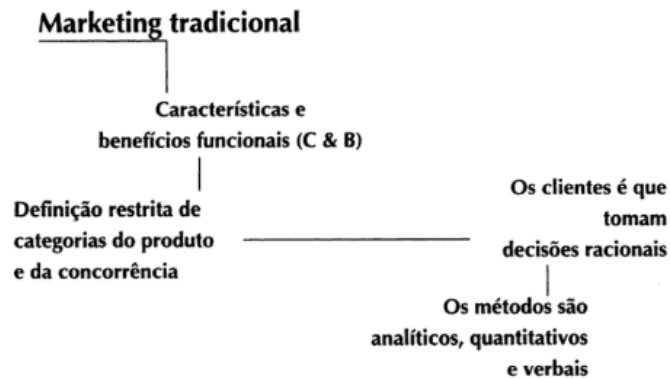 Marketing tradicional
Características e
benefícios funcionais (C & B)
Definição restrita de
categorias do produto
e da concorrência
Os clientes é que
tomam
decisões racionais
Os métodos são
analíticos, quantitativos
e verbais